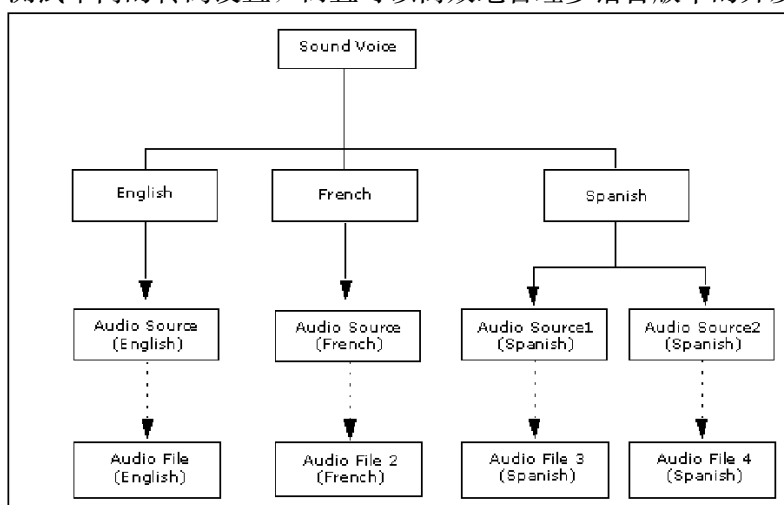 Sound Voice
English French Spanish
Audio Source Audio Source Audio Source1 Audio Source2
(English) (French) (Spanish) (Spanish)
Audio File Audio File 2 Audio File 3 Audio File 4
(English) (French) (Spanish) (Spanish)